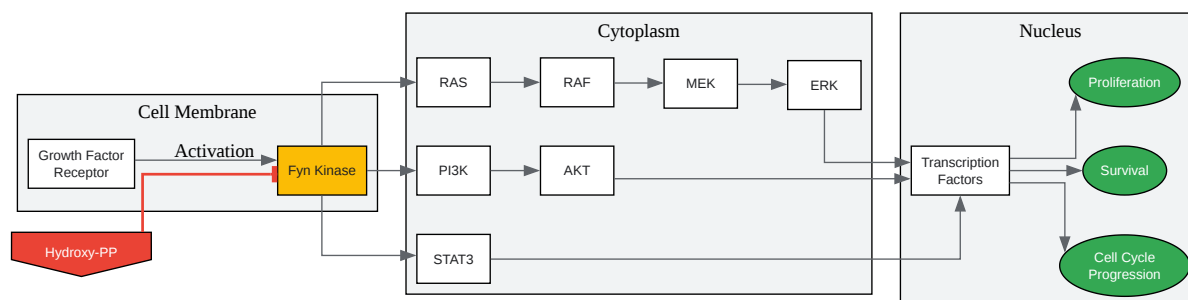 Cytoplasm
Nucleus
RAS
RAF
MEK
ERK
Proliferation
Cell Membrane
Growth Factor
Receptor
Activation
Fyn Kinase
PI3K
AKT
Transcription
Factors
Survival
Hydroxy-PP
STAT3
Cell Cycle
Progression